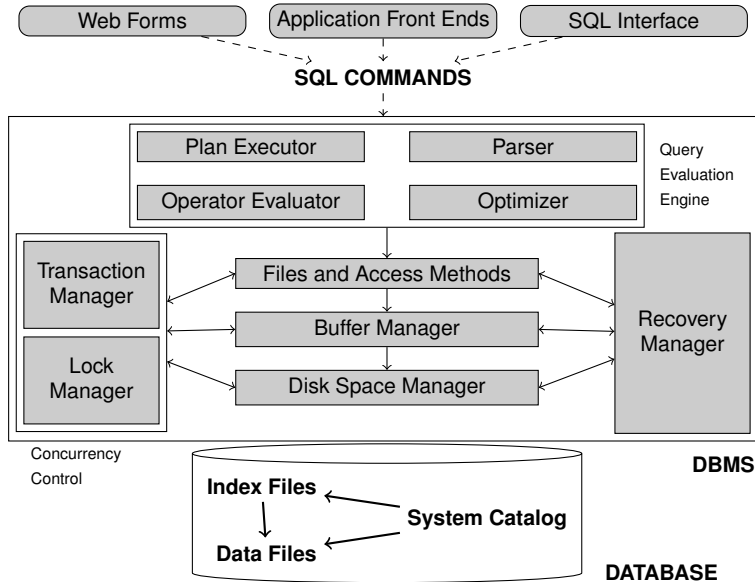 Web Forms
Application Front Ends
SQL Interface
SQL COMMANDS
Plan Executor
Parser
Operator Evaluator
Optimizer
Query
Evaluation
Engine
Transaction
Manager
Lock
Manager
Files and Access Methods
Buffer Manager
Disk Space Manager
Recovery
Manager
Concurrency
Control
DBMS
Index Files
System Catalog
Data Files
DATABASE